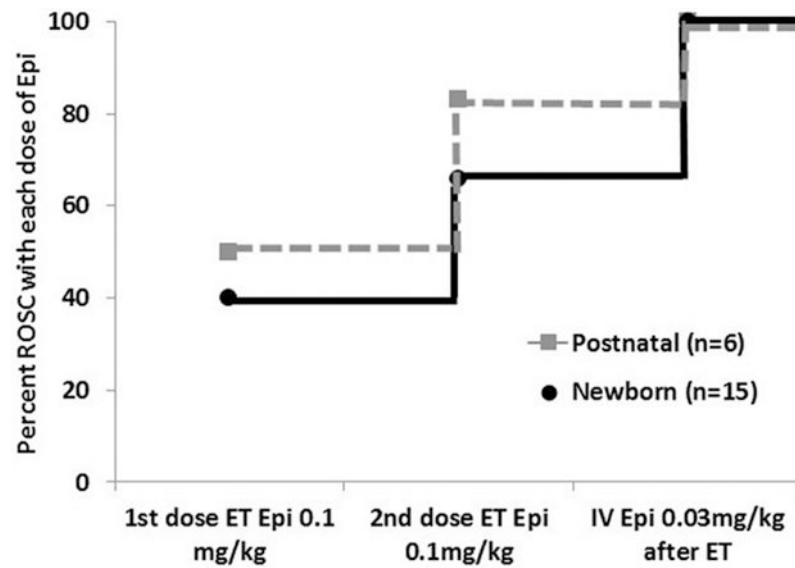 Percent ROSC with each dose of Epi
100
80
60
40
20
0
Postnatal (n=6)
Newborn (n=15)
1st dose ET Epi 0.1
mg/kg
2nd dose ET Epi
0.1mg/kg
IV Epi 0.03mg/kg
after ET